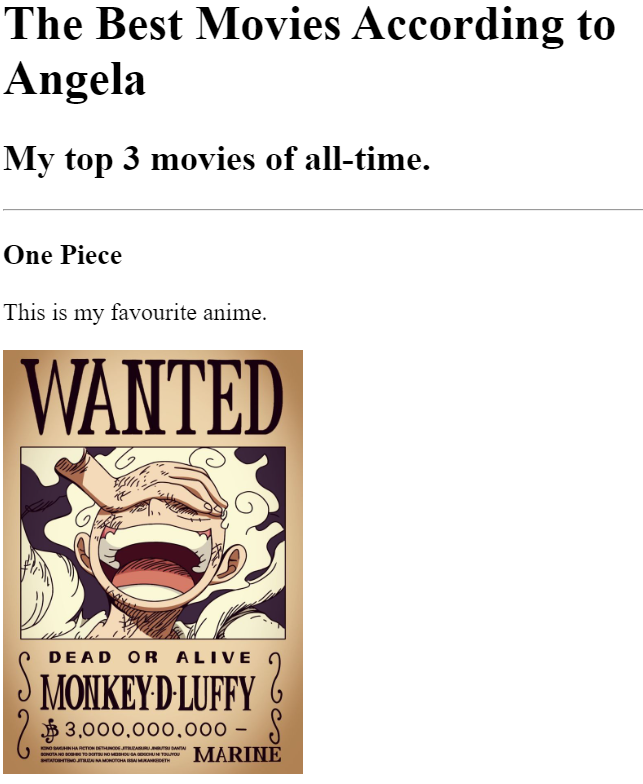 The Best Movies According to
Angela
My top 3 movies of all-time.
One Piece
This is my favourite anime.
WANTED
DEAD OR ALIVE
MONKEY·D·LUFFY
3,000,000,000 –
MARINE